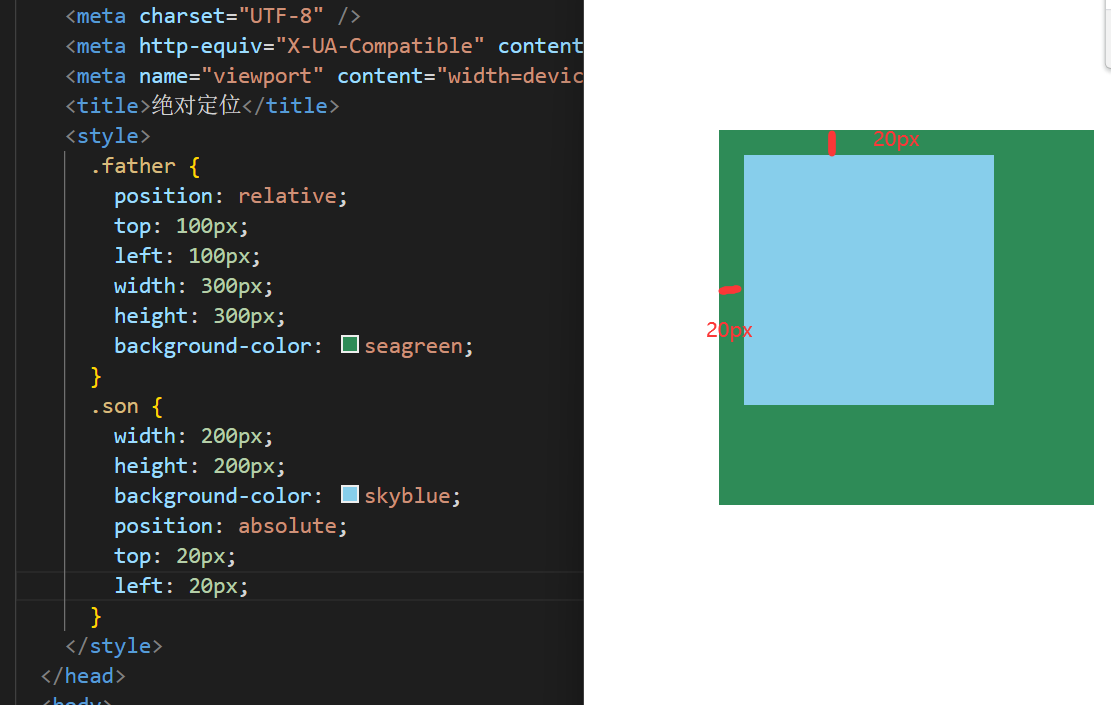 <meta charset="UTF-8" />
<meta http-equiv="X-UA-Compatible" content
<meta name="viewport" content="width=devic
<title>绝对定位</title>
<style>
.father {
position: relative;
top: 100px;
left: 100px;
width: 300px;
height: 300px;
background-color: seagreen;
}
.son {
width: 200px;
height: 200px;
background-color: skyblue;
position: absolute;
top: 20px;
left: 20px;
}
</style>
</head>
<body>
20px
20px